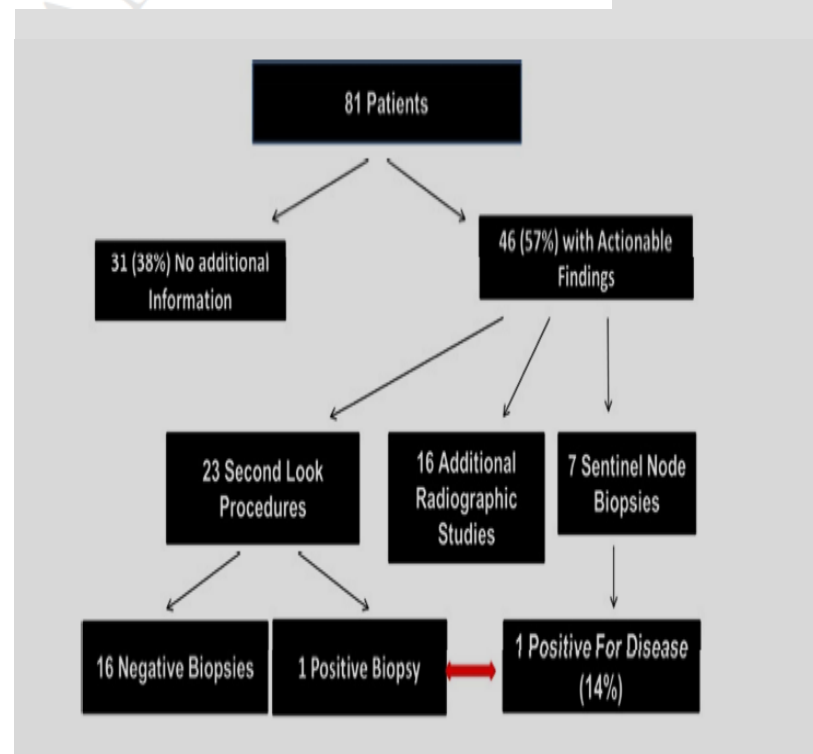 81 Patients
31 (38%) No additional
Information
46 (57%) with Actionable
Findings
23 Second Look
Procedures
16 Additional
Radiographic
Studies
7 Sentinel Node
Biopsies
16 Negative Biopsies
1 Positive Biopsy
1 Positive For Disease
(14%)